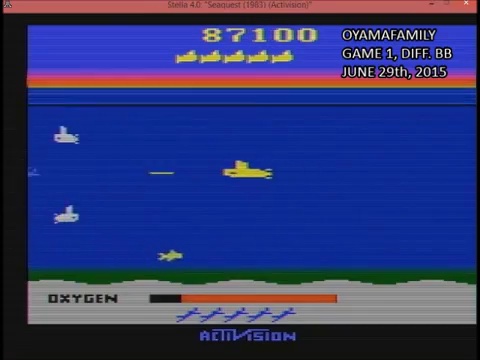 Stella 4.0: "Seaquest (1983) (Activision)"
87100
OYAMAFAMILY
GAME 1, DIFF. BB
JUNE 29th, 2015
OXYGEN
ACTIVISION